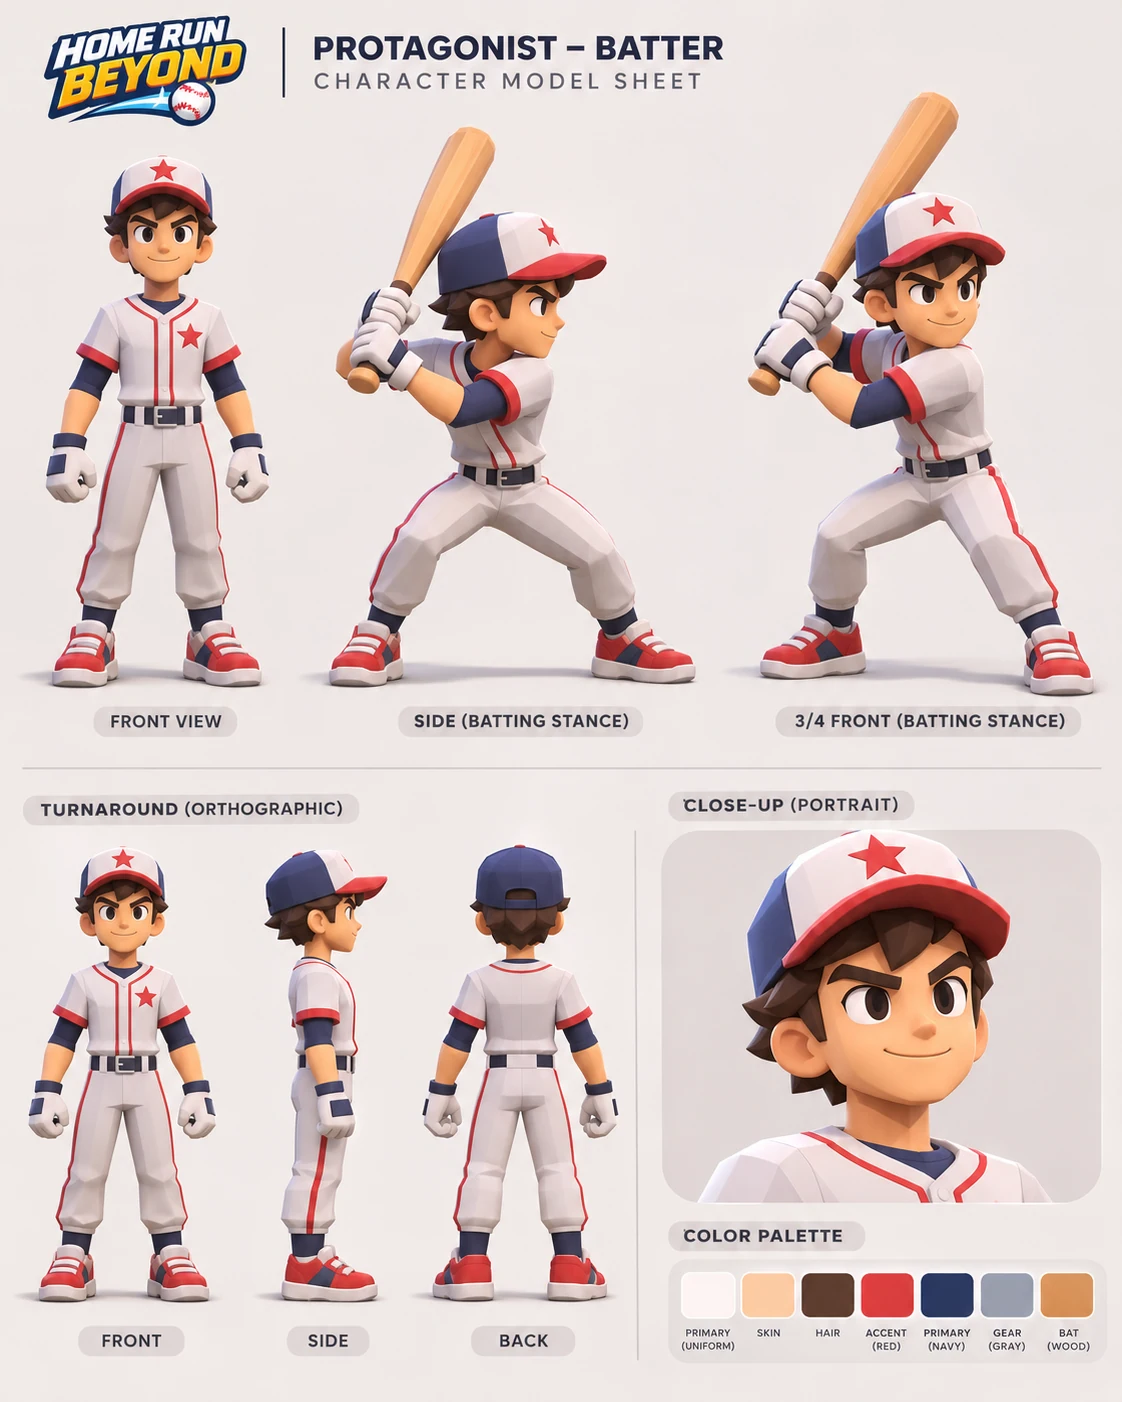 HOME RUN
BEYOND
PROTAGONIST – BATTER
CHARACTER MODEL SHEET
FRONT VIEW
SIDE (BATTING STANCE)
3/4 FRONT (BATTING STANCE)
TURNAROUND (ORTHOGRAPHIC)
FRONT
SIDE
BACK
CLOSE-UP (PORTRAIT)
COLOR PALETTE
PRIMARY
(UNIFORM)
SKIN
HAIR
ACCENT
(RED)
PRIMARY
(NAVY)
GEAR
(GRAY)
BAT
(WOOD)